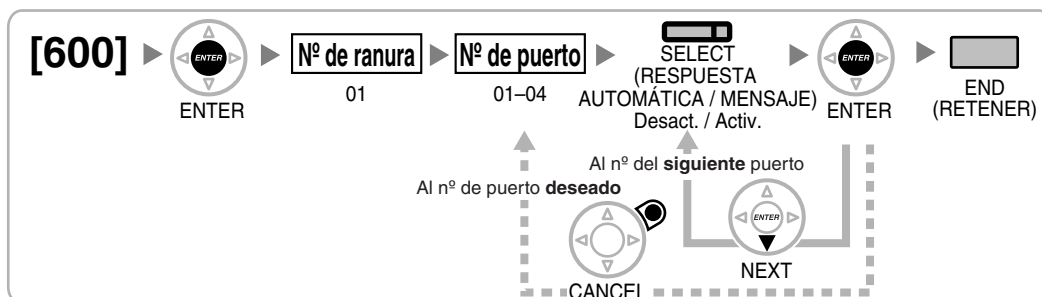 [600]
ENTER
ENTER
Nº de ranura
01
Nº de puerto
01–04
SELECT
(RESPUESTA
AUTOMÁTICA / MENSAJE)
Desact. / Activ.
ENTER
ENTER
END
(RETENER)
Al nº del siguiente puerto
Al nº de puerto deseado
CANCEL
ENTER
NEXT